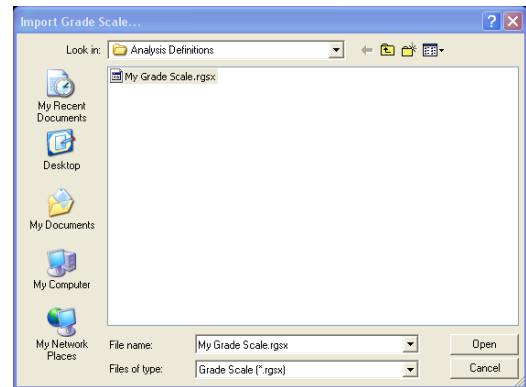 Import Grade Scale...
Look in: Analysis Definitions
My Grade Scale.rgsx
My Recent
Documents
Desktop
My Documents
My Computer
My Network
Places
File name: My Grade Scale.rgsx Open
Files of type: Grade Scale (*.rgsx) Cancel